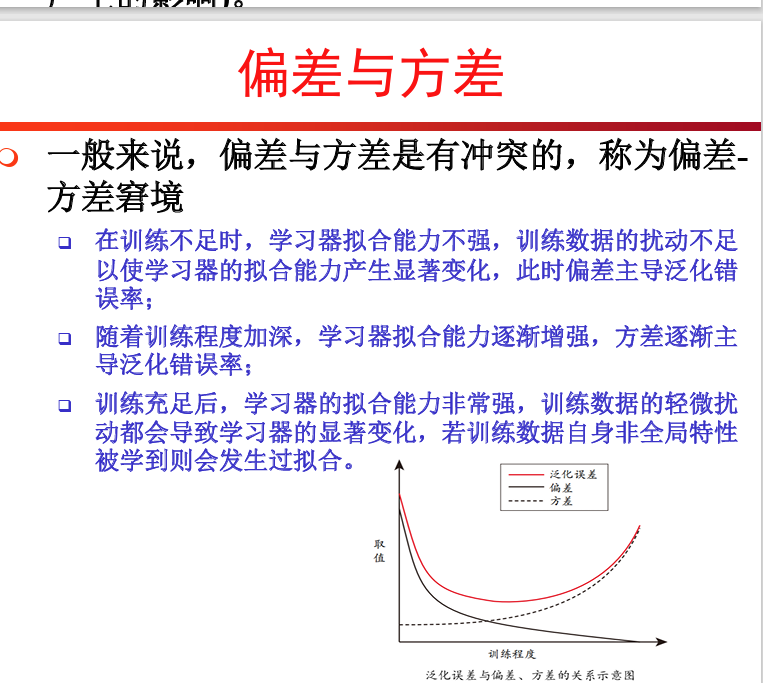 偏差与方差
一般来说，偏差与方差是有冲突的，称为偏差-
方差窘境
在训练不足时，学习器拟合能力不强，训练数据的扰动不足
以使学习器的拟合能力产生显著变化，此时偏差主导泛化错
误率；
随着训练程度加深，学习器拟合能力逐渐增强，方差逐渐主
导泛化错误率；
训练充足后，学习器的拟合能力非常强，训练数据的轻微扰
动都会导致学习器的显著变化，若训练数据自身非全局特性
被学到则会发生过拟合。
泛化误差
偏差
方差
取
值
训练程度
泛化误差与偏差、方差的关系示意图